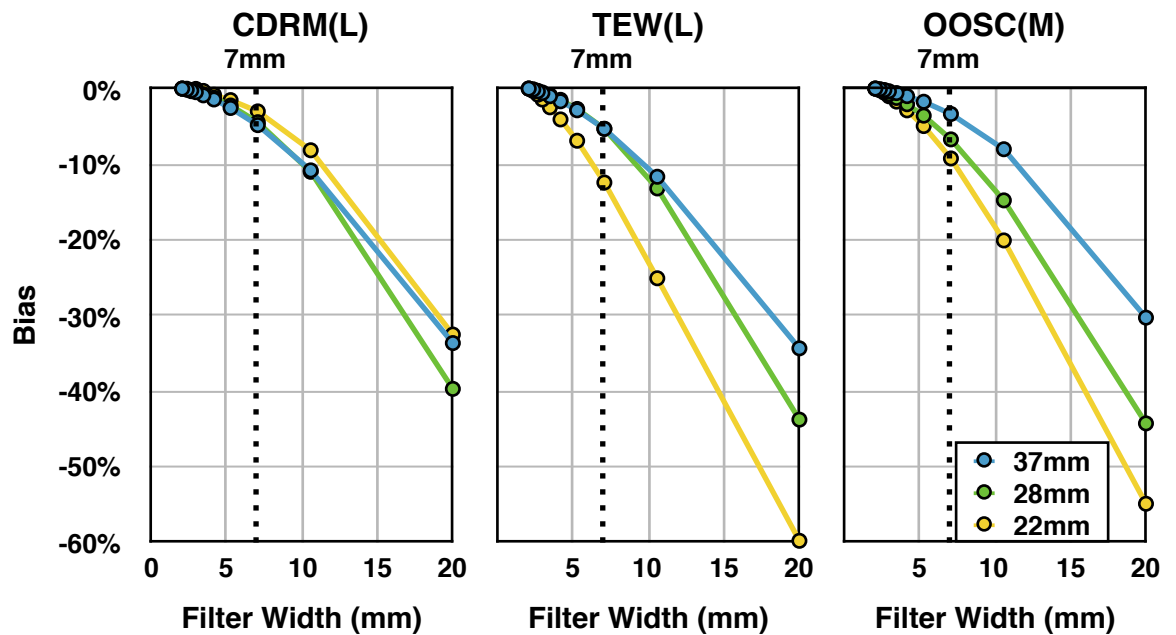 CDRM(L) TEW(L) OOSC(M)
7mm 7mm 7mm
0%
-10%
-20%
-30%
-40%
-50%
-60%
Bias
37mm
28mm
22mm
0 5 10 15 20 5 10 15 20 5 10 15 20
Filter Width (mm) Filter Width (mm) Filter Width (mm)